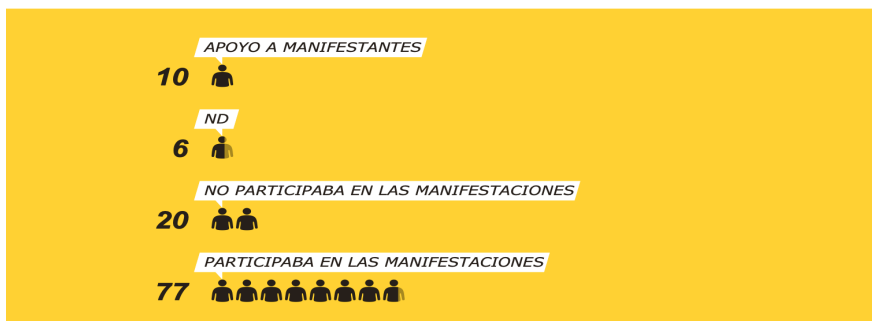 APOYO A MANIFESTANTES
10
ND
6
NO PARTICIPABA EN LAS MANIFESTACIONES
20
PARTICIPABA EN LAS MANIFESTACIONES
77